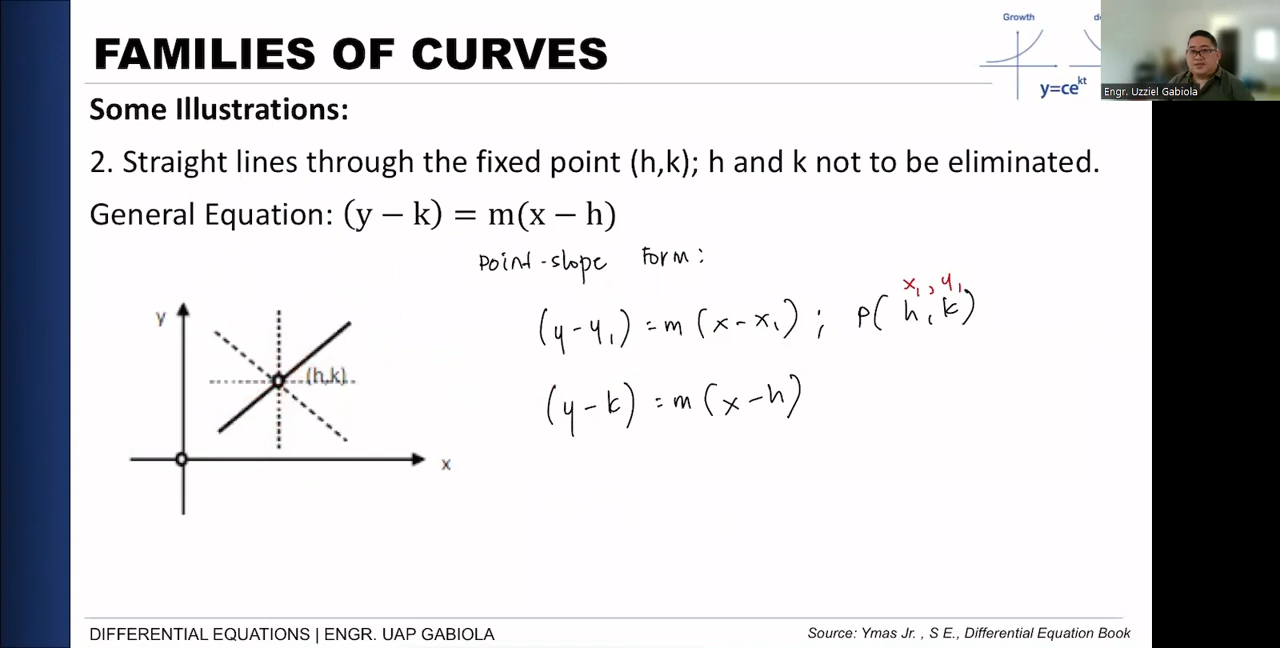 FAMILIES OF CURVES
Growth
de
y=ce^kt
Engr. Uzziel Gabiola
Some Illustrations:
2. Straight lines through the fixed point (h,k); h and k not to be eliminated.
General Equation: (y − k) = m(x − h)
Point-slope Form:
x₁, y₁
(y-y₁) = m (x-x₁) ; P(h, k)
(y-k) = m (x-h)
y
(h,k)
x
DIFFERENTIAL EQUATIONS | ENGR. UAP GABIOLA
Source: Ymas Jr. , S E., Differential Equation Book